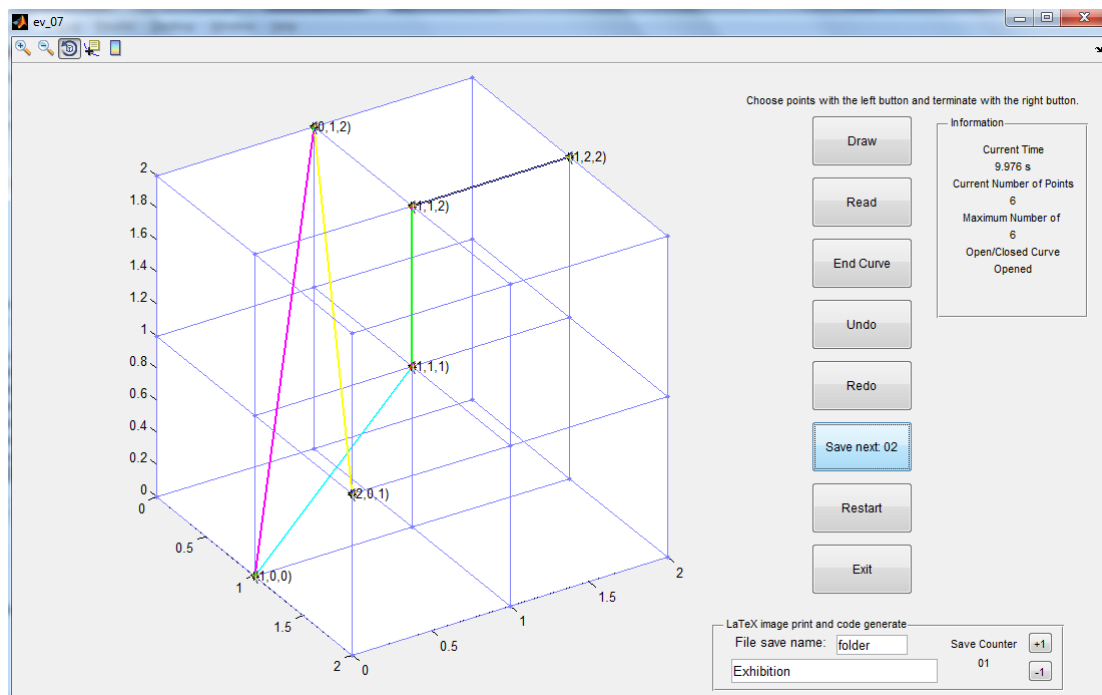 ev_07
Choose points with the left button and terminate with the right button.
Draw
Read
End Curve
Undo
Redo
Save next: 02
Restart
Exit
Information
Current Time
9.976 s
Current Number of Points
6
Maximum Number of
6
Open/Closed Curve
Opened
(0,1,2)
(1,2,2)
(1,1,2)
(1,1,1)
(2,0,1)
(1,0,0)
2
1.8
1.6
1.4
1.2
1
0.8
0.6
0.4
0.2
0
0
0.5
1
1.5
2
0
0.5
1
1.5
2
LaTeX image print and code generate
File save name: folder
Exhibition
Save Counter
01
+1
-1